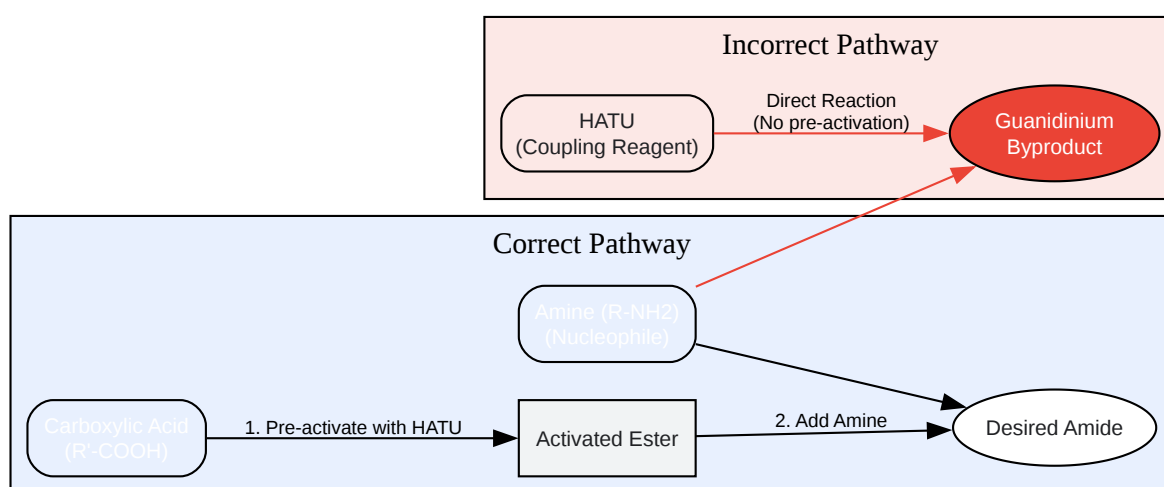 Incorrect Pathway
HATU
(Coupling Reagent)
Direct Reaction
(No pre-activation)
Guanidinium
Byproduct
Correct Pathway
Amine (R-NH2)
(Nucleophile)
Carboxylic Acid
(R'-COOH)
1. Pre-activate with HATU
Activated Ester
2. Add Amine
Desired Amide